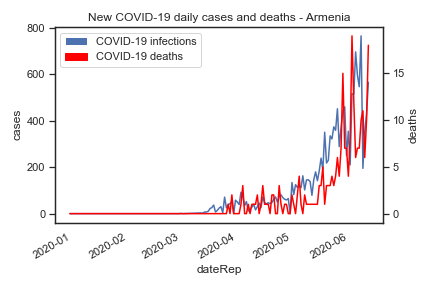 New COVID-19 daily cases and deaths - Armenia
COVID-19 infections
COVID-19 deaths
800
600
400
200
0
cases
15
10
5
0
deaths
2020-01
2020-02
2020-03
2020-04
2020-05
2020-06
dateRep